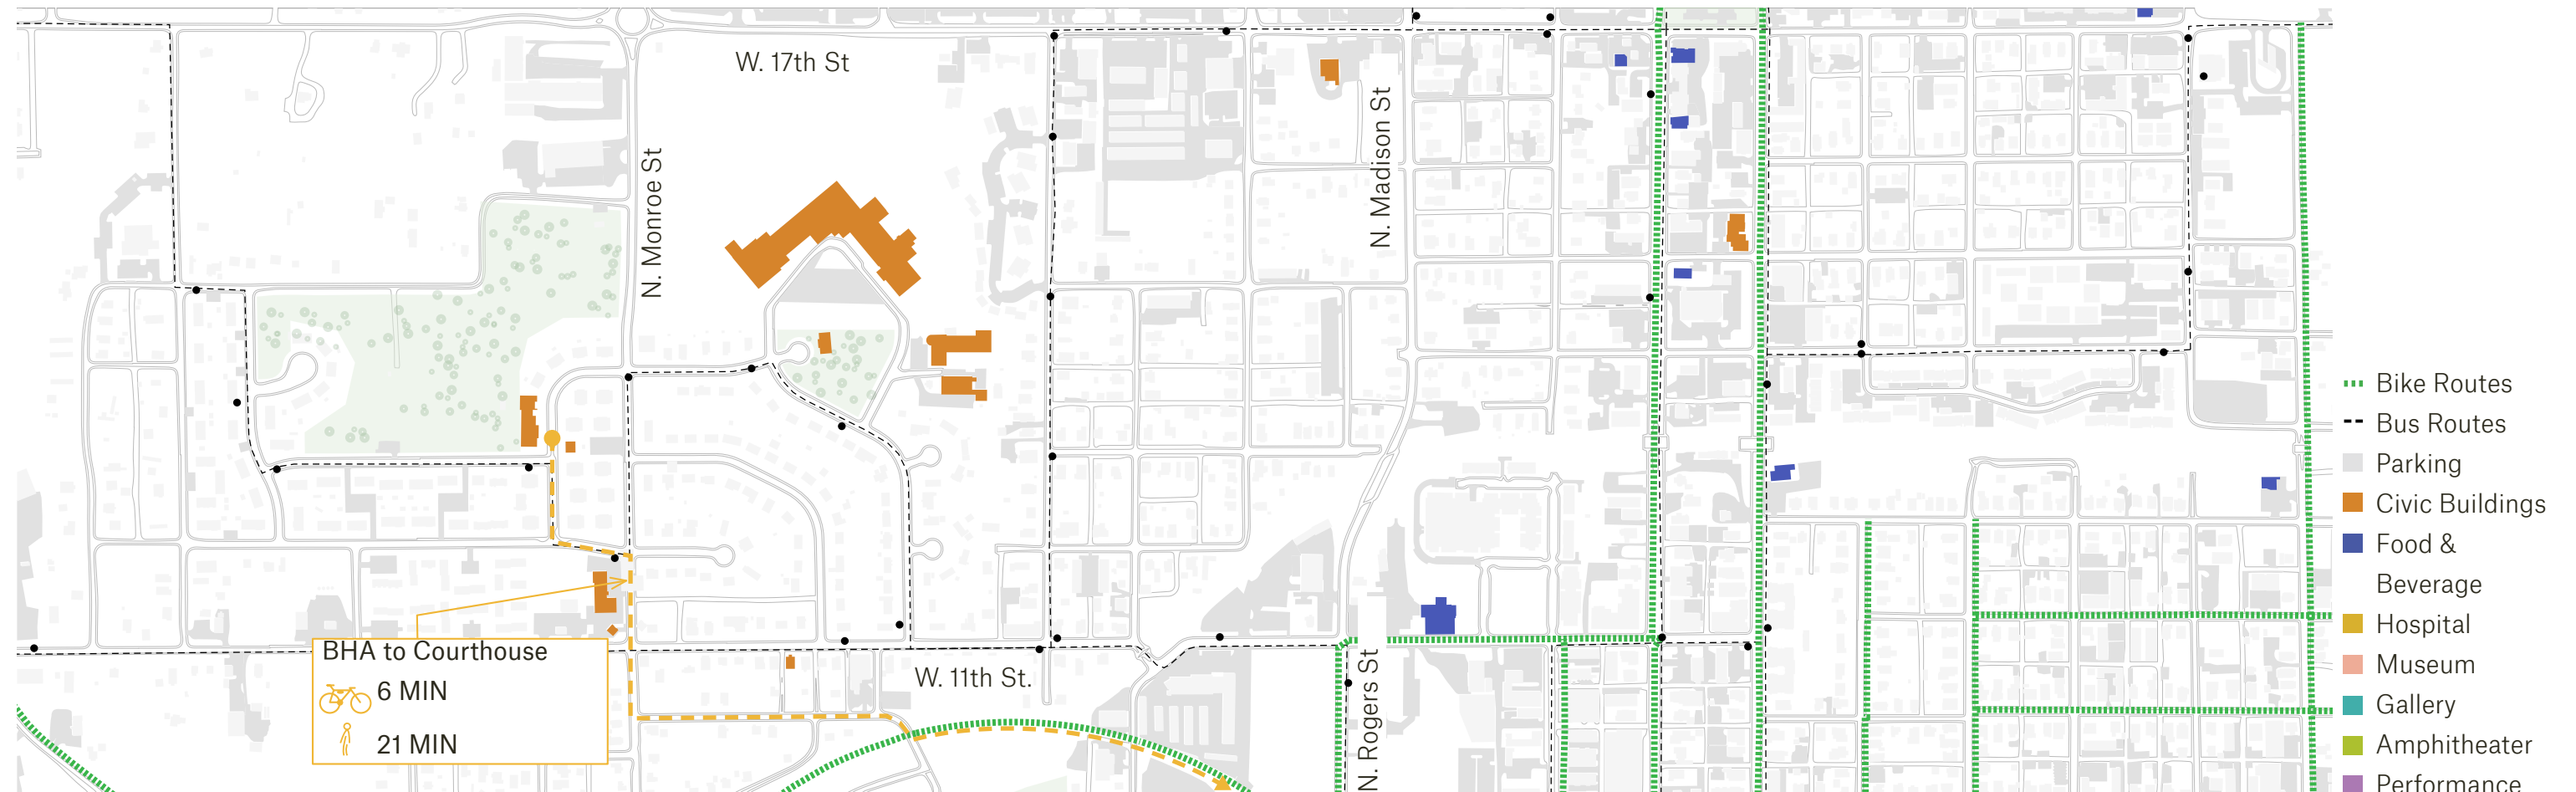 W. 17th St
N. Monroe St
N. Madison St
BHA to Courthouse
6 MIN
21 MIN
W. 11th St.
N. Rogers St
Bike Routes
Bus Routes
Parking
Civic Buildings
Food &
Beverage
Hospital
Museum
Gallery
Amphitheater
Performance